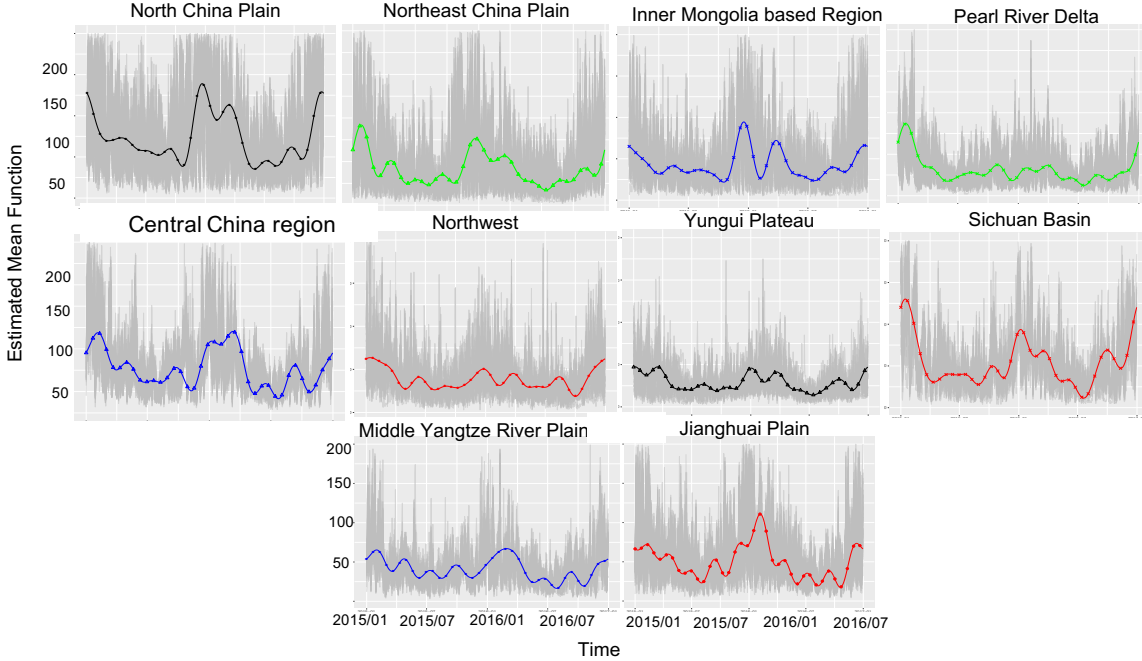 North China Plain
Northeast China Plain
Inner Mongolia based Region
Pearl River Delta
200
150
100
50
Central China region
Northwest
Yungui Plateau
Sichuan Basin
200
150
100
50
Estimated Mean Function
Middle Yangtze River Plain
Jianghuai Plain
200
150
100
50
2015/01
2015/07
2016/01
2016/07
2015/01
2015/07
2016/01
2016/07
Time